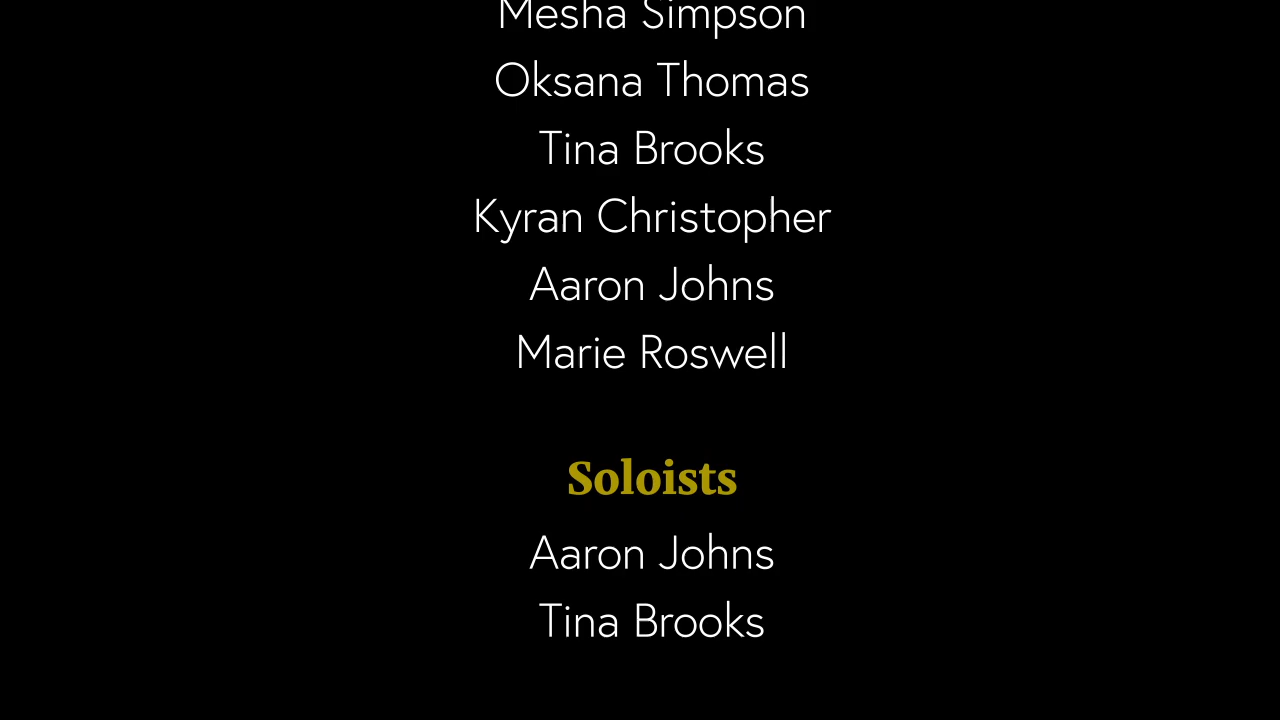 Mesha Simpson
Oksana Thomas
Tina Brooks
Kyran Christopher
Aaron Johns
Marie Roswell
Soloists
Aaron Johns
Tina Brooks